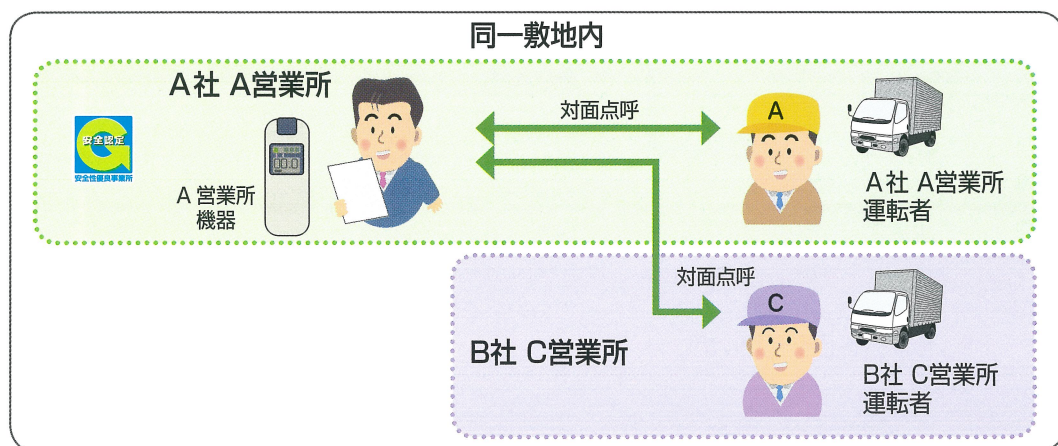 同一敷地内
A社 A営業所
安全認定
安全性優良事業所
A 営業所
機器
対面点呼
A
A社 A営業所
運転者
対面点呼
C
B社 C営業所
B社 C営業所
運転者